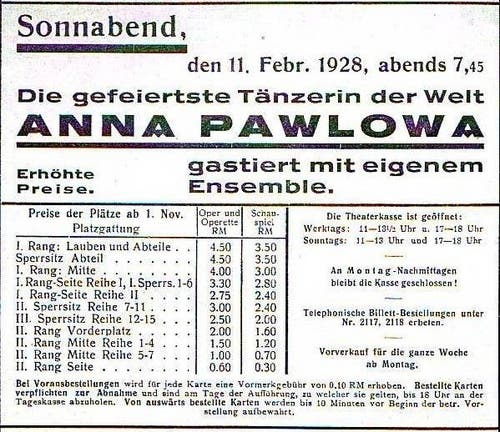 Sonnabend,
den 11. Febr. 1928, abends 7,45
Die gefeiertste Tänzerin der Welt
ANNA PAWLOWA
Erhöhte Preise.
gastiert mit eigenem
Ensemble.
Preise der Plätze ab 1. Nov.
Platzgattung
Oper und Operette RM
Schauspiel RM
I. Rang: Lauben und Abteile . . 4.50 3.50
Sperrsitz Abteil . . . . . 4.50 3.50
I. Rang: Mitte . . . . . 4.00 3.00
I. Rang-Seite Reihe I, I. Sperrs. 1-6 3.30 2.80
I. Rang-Seite Reihe II . . . 2.75 2.40
II. Sperrsitz Reihe 7-11 . . . 3.00 2.40
III. Sperrsitz Reihe 12-15 . . . 2.50 2.00
II. Rang Vorderplatz . . . . 2.00 1.60
II. Rang Mitte Reihe 1-4 . . 1.50 1.20
II. Rang Mitte Reihe 5-7 . . 1.00 0.70
II. Rang Seite . . . . . 0.60 0.30
Die Theaterkasse ist geöffnet:
Werktags: 11—13½ Uhr u. 17—18 Uhr
Sonntags: 11—13 Uhr und 17—18 Uhr
An Montag-Nachmittagen
bleibt die Kasse geschlossen!
Telephonische Billett-Bestellungen unter
Nr. 2117, 2118 erbeten.
Vorverkauf für die ganze Woche
ab Montag.
Bei Vorausbestellungen wird für jede Karte eine Vormerkgebühr von 0.10 RM erhoben. Bestellte Karten
verpflichten zur Abnahme und sind am Tage der Aufführung, zu welcher sie gelten, bis 18 Uhr an der
Tageskasse abzuholen. Von auswärts bestellte Karten werden bis 10 Minuten vor Beginn der betr. Vor-
stellung aufbewahrt.